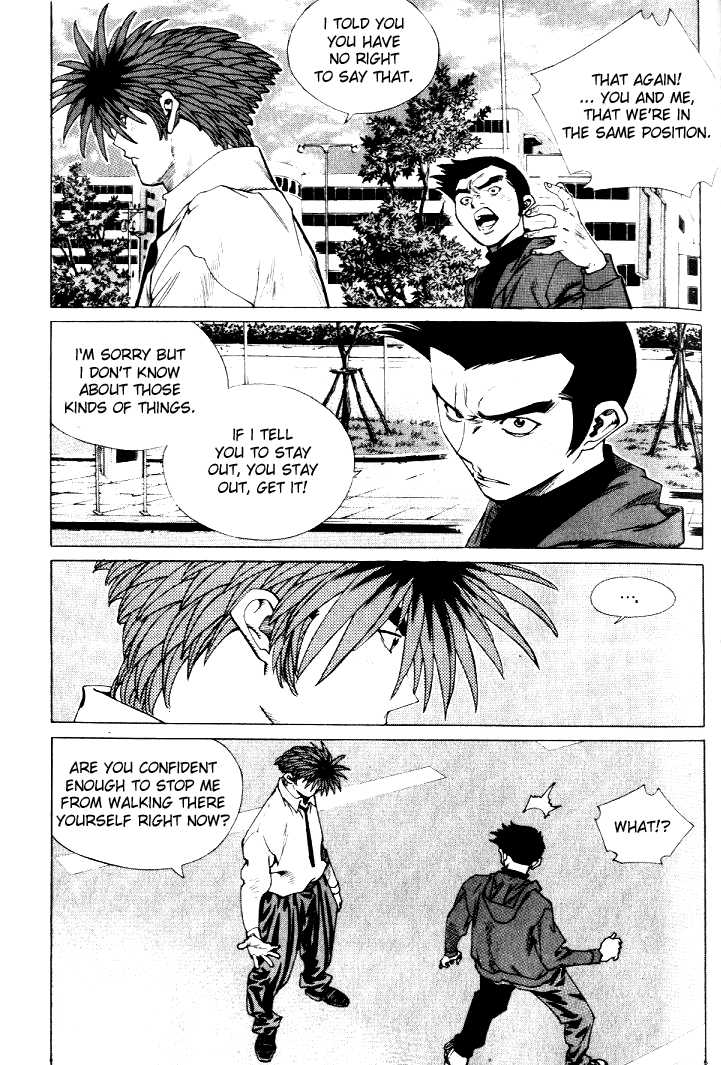 I TOLD YOU
YOU HAVE
NO RIGHT
TO SAY THAT.
THAT AGAIN!
... YOU AND ME,
THAT WE'RE IN
THE SAME POSITION.
I'M SORRY BUT
I DON'T KNOW
ABOUT THOSE
KINDS OF THINGS.
IF I TELL
YOU TO STAY
OUT, YOU STAY
OUT, GET IT!
....
ARE YOU CONFIDENT
ENOUGH TO STOP ME
FROM WALKING THERE
YOURSELF RIGHT NOW?
WHAT!?